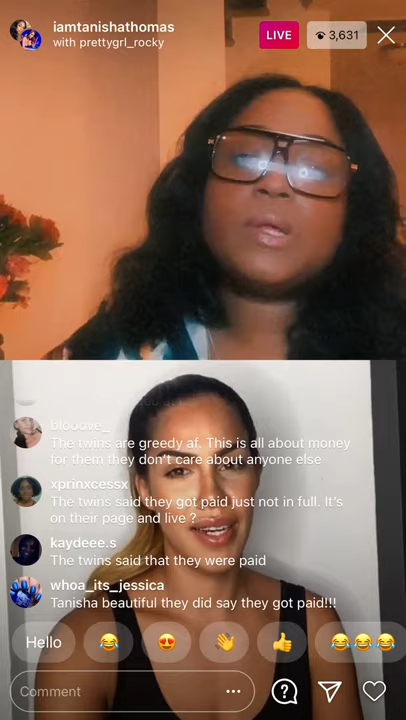 iamtanishathomas
with prettygrl_rocky
LIVE
3,631
blooove_
The twins are greedy af. This is all about money
for them they don't care about anyone else
xprinxcessx
The twins said they got paid just not in full. It's
on their page and live ?
kaydeee.s
The twins said that they were paid
whoa_its_jessica
Tanisha beautiful they did say they got paid!!!
Hello
Comment